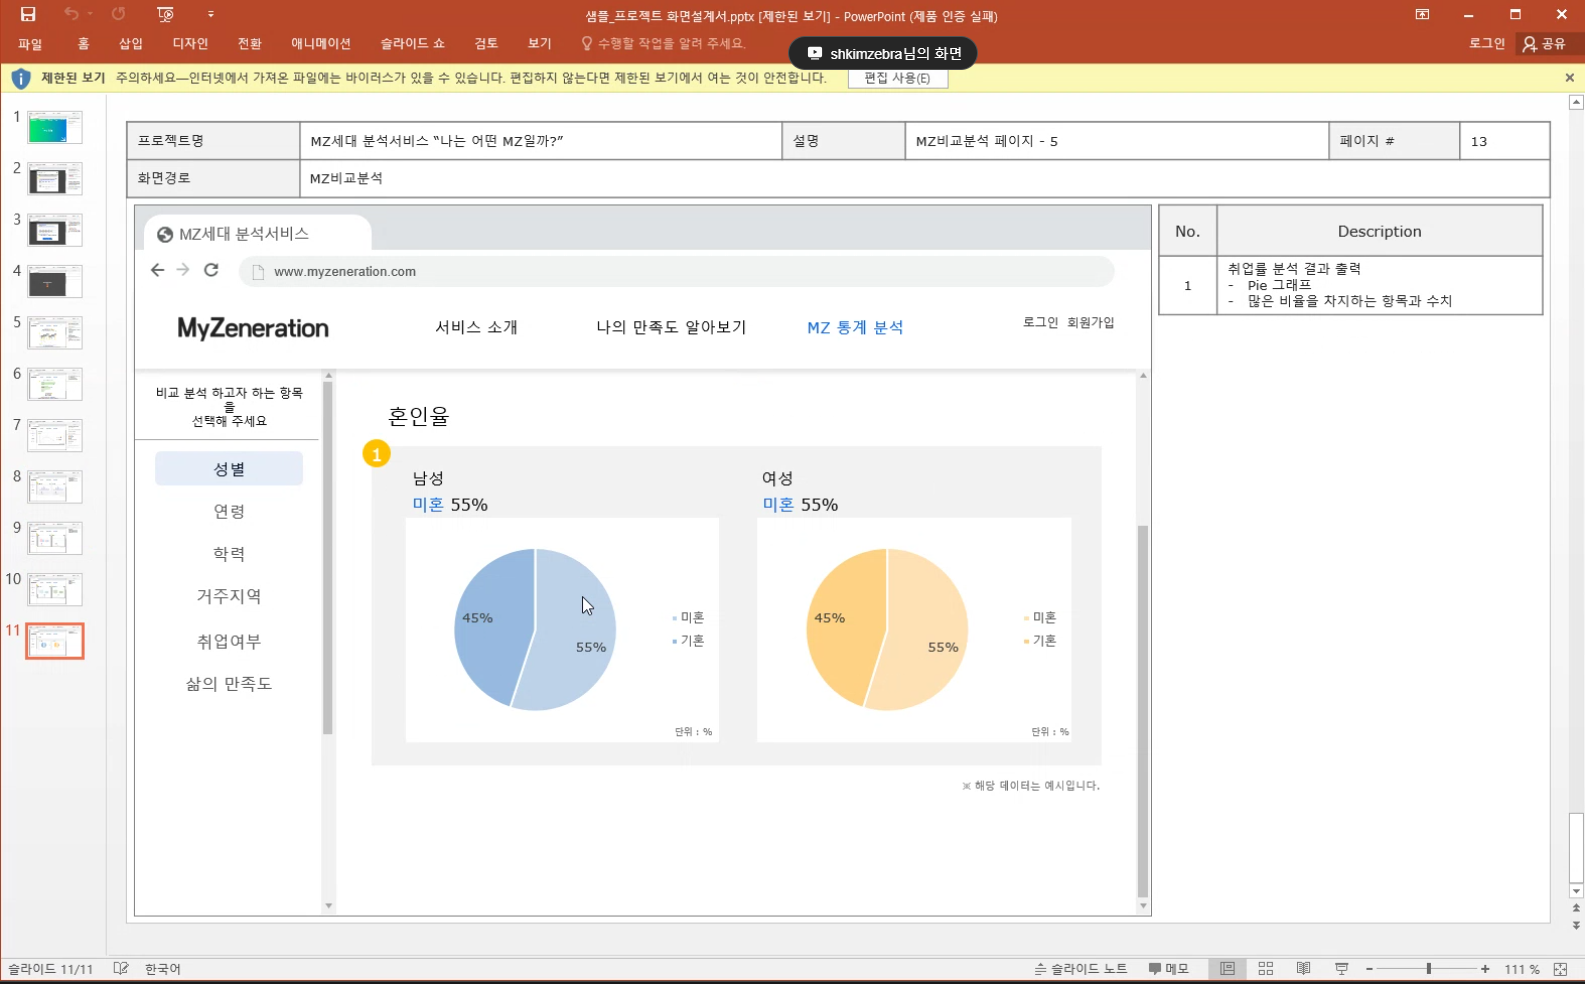 샘플_프로젝트 화면설계서.pptx [제한된 보기] - PowerPoint (제품 인증 실패)
파일 홈 삽입 디자인 전환 애니메이션 슬라이드 쇼 검토 보기 수행할 작업을 알려 주세요. 로그인 공유
shkimzebra님의 화면
제한된 보기 주의하세요—인터넷에서 가져온 파일에는 바이러스가 있을 수 있습니다. 편집하지 않는다면 제한된 보기에서 여는 것이 안전합니다. 편집 사용(E)
1
2
3
4
5
6
7
8
9
10
11
프로젝트명 MZ세대 분석서비스 “나는 어떤 MZ일까?” 설명 MZ비교분석 페이지 - 5 페이지 # 13
화면경로 MZ비교분석
MZ세대 분석서비스
www.myzeneration.com
MyZeneration 서비스 소개 나의 만족도 알아보기 MZ 통계 분석 로그인 회원가입
비교 분석 하고자 하는 항목
을
선택해 주세요
성별
연령
학력
거주지역
취업여부
삶의 만족도
혼인율
1
남성
미혼 55%
45%
55%
미혼
기혼
단위 : %
여성
미혼 55%
45%
55%
미혼
기혼
단위 : %
※ 해당 데이터는 예시입니다.
No. Description
1
취업률 분석 결과 출력
- Pie 그래프
- 많은 비율을 차지하는 항목과 수치
슬라이드 11/11 한국어 슬라이드 노트 메모 111 %